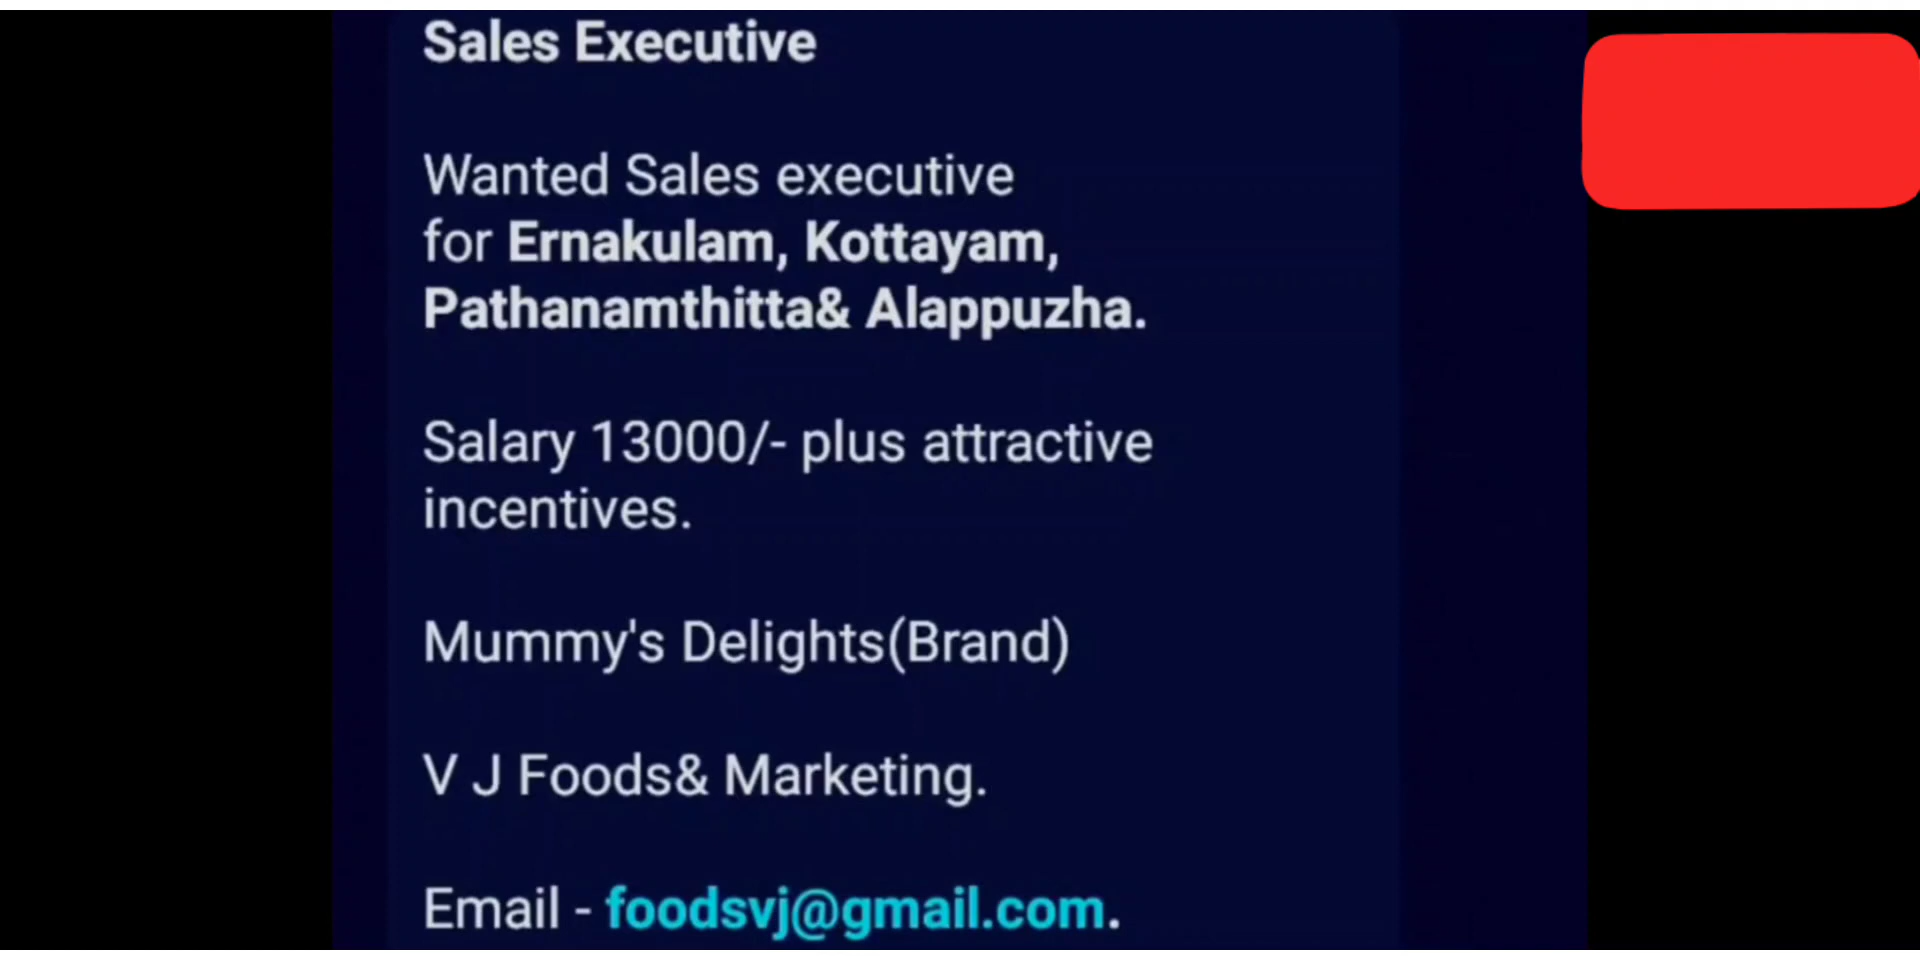 Sales Executive
Wanted Sales executive
for Ernakulam, Kottayam,
Pathanamthitta& Alappuzha.
Salary 13000/- plus attractive
incentives.
Mummy's Delights(Brand)
V J Foods& Marketing.
Email - foodsvj@gmail.com.